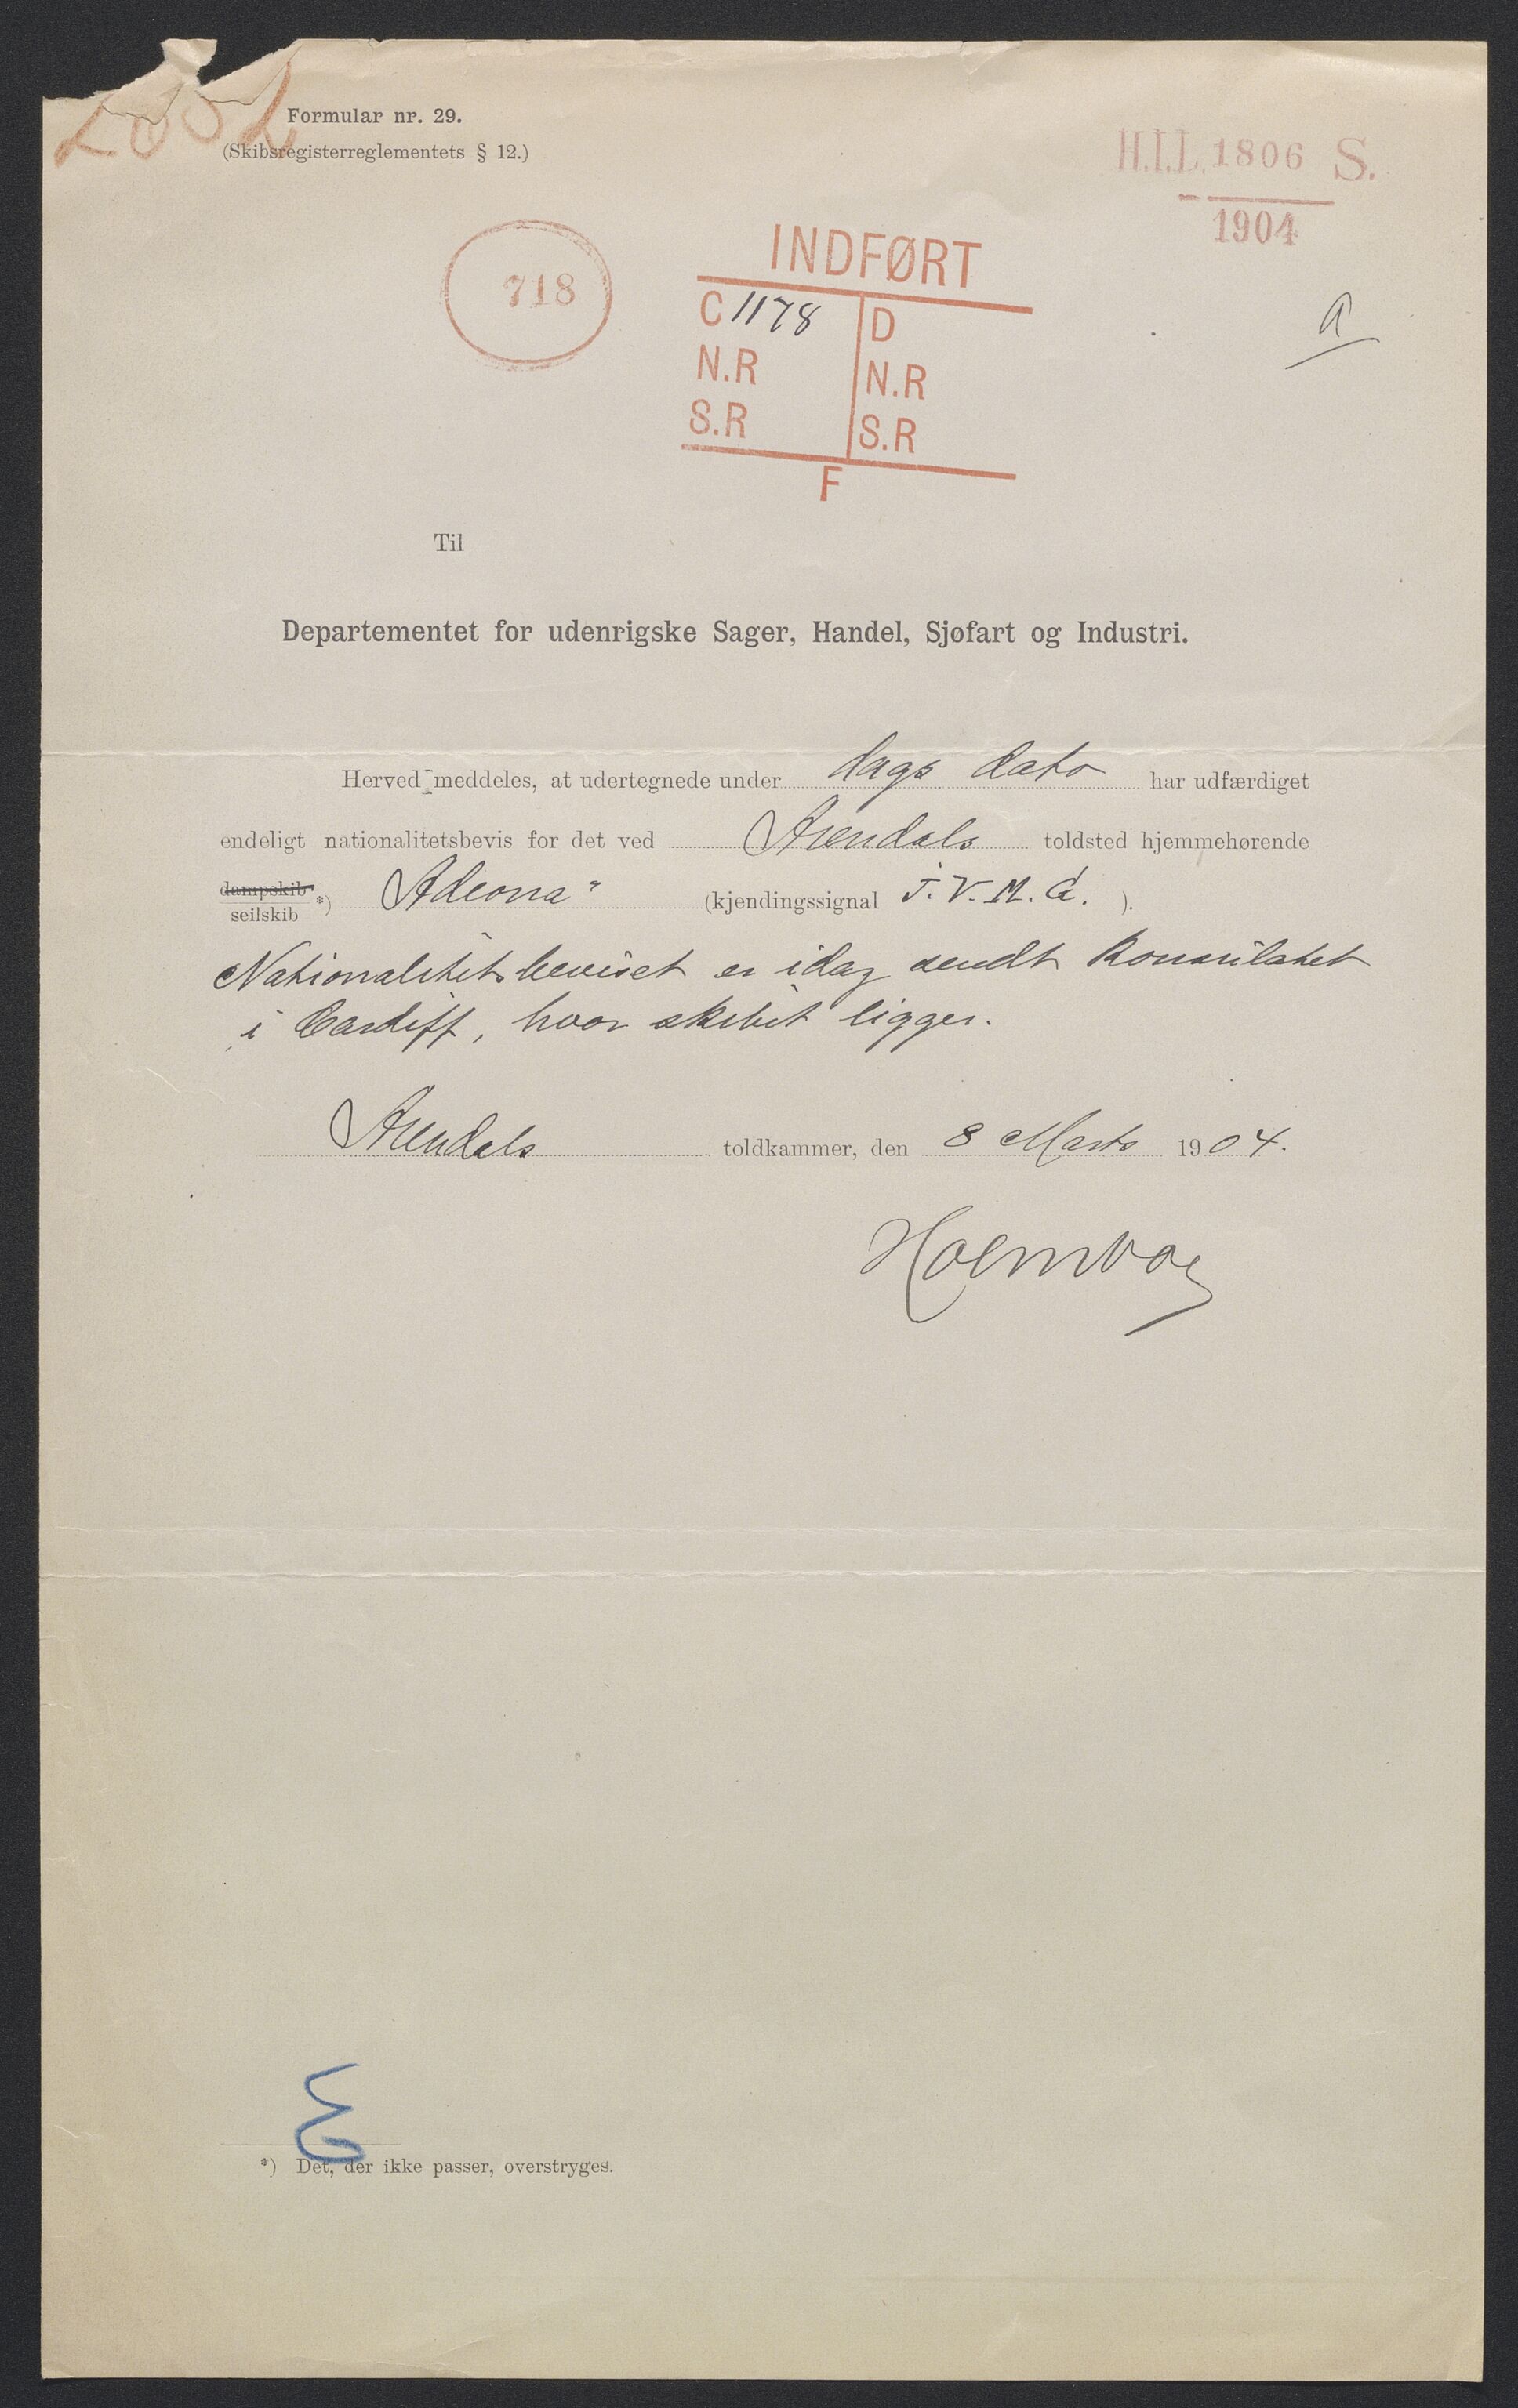 Formular nr. 29.
(Skibsregisterreglementets § 12.)
H.I.I. 1806 S.
1904
718
INDFØRT
C 1178 D
N.R N.R
S.R S.R
F
a
Til
Departementet for udenrigske Sager, Handel, Sjøfart og Industri.
Herved meddeles, at udertegnede under dags dato har udfærdiget
endeligt nationalitetsbevis for det ved Arendals toldsted hjemmehørende
dampskib
seilskib *) Adeona" (kjendingssignal J. V. M. G. ).
Nationalitetsbeviset er idag sendt Konsulatet
i Cardiff, hvor skibet ligger.
Arendals toldkammer, den 8 Marts 1904.
*) Det, der ikke passer, overstryges.